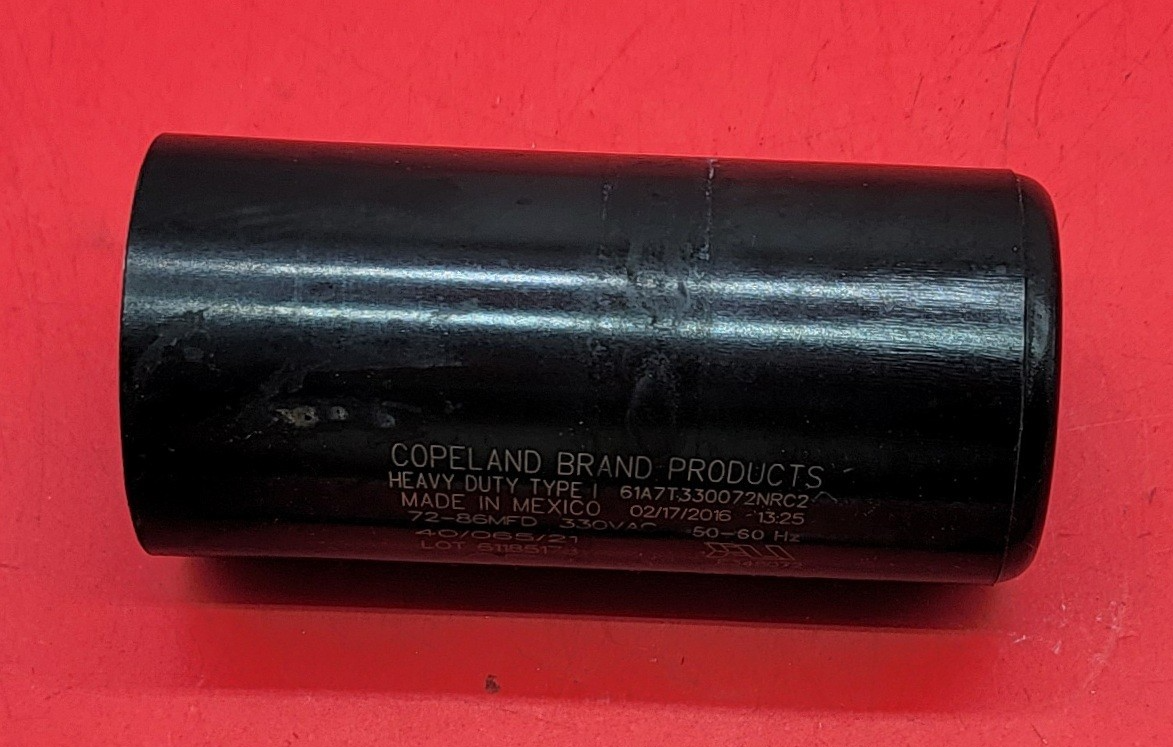 COPELAND BRAND PRODUCTS
HEAVY DUTY TYPE I 61A7T330072NRC2
MADE IN MEXICO 02/17/2016 13:25
72-86MFD 330VAC 50-60 Hz
40/065/21
LOT